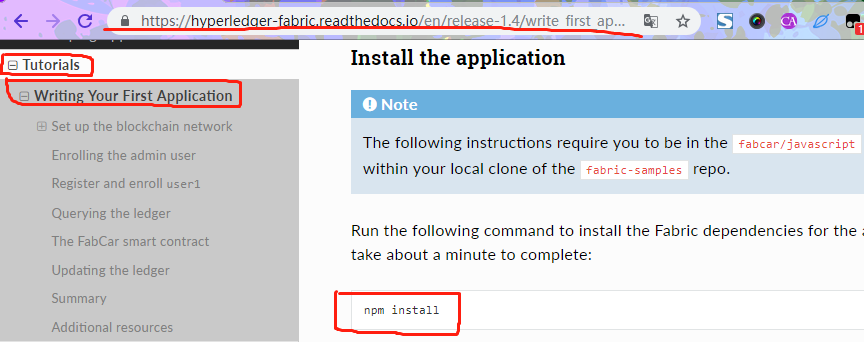 https://hyperledger-fabric.readthedocs.io/en/release-1.4/write_first_ap...
Tutorials
Writing Your First Application
Set up the blockchain network
Enrolling the admin user
Register and enroll user1
Querying the ledger
The FabCar smart contract
Updating the ledger
Summary
Additional resources
Install the application
Note
The following instructions require you to be in the fabcar/javascript
within your local clone of the fabric-samples repo.
Run the following command to install the Fabric dependencies for the
take about a minute to complete:
npm install